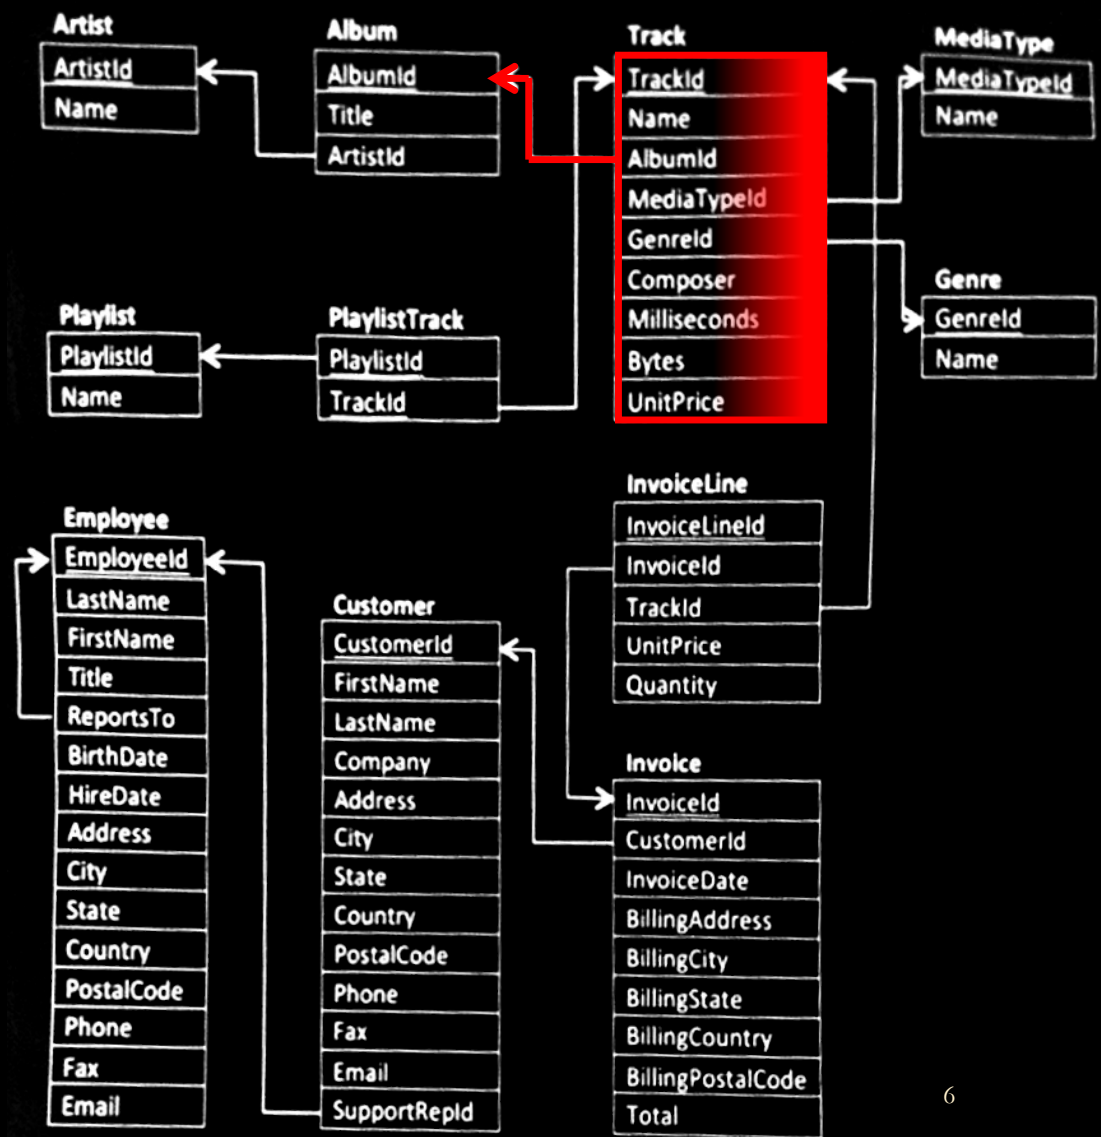 Artist
ArtistId
Name
Album
AlbumId
Title
ArtistId
Track
TrackId
Name
AlbumId
MediaTypeId
GenreId
Composer
Milliseconds
Bytes
UnitPrice
MediaType
MediaTypeId
Name
Genre
GenreId
Name
Playlist
PlaylistId
Name
PlaylistTrack
PlaylistId
TrackId
Employee
EmployeeId
LastName
FirstName
Title
ReportsTo
BirthDate
HireDate
Address
City
State
Country
PostalCode
Phone
Fax
Email
Customer
CustomerId
FirstName
LastName
Company
Address
City
State
Country
PostalCode
Phone
Fax
Email
SupportRepId
InvoiceLine
InvoiceLineId
InvoiceId
TrackId
UnitPrice
Quantity
Invoice
InvoiceId
CustomerId
InvoiceDate
BillingAddress
BillingCity
BillingState
BillingCountry
BillingPostalCode
Total
6